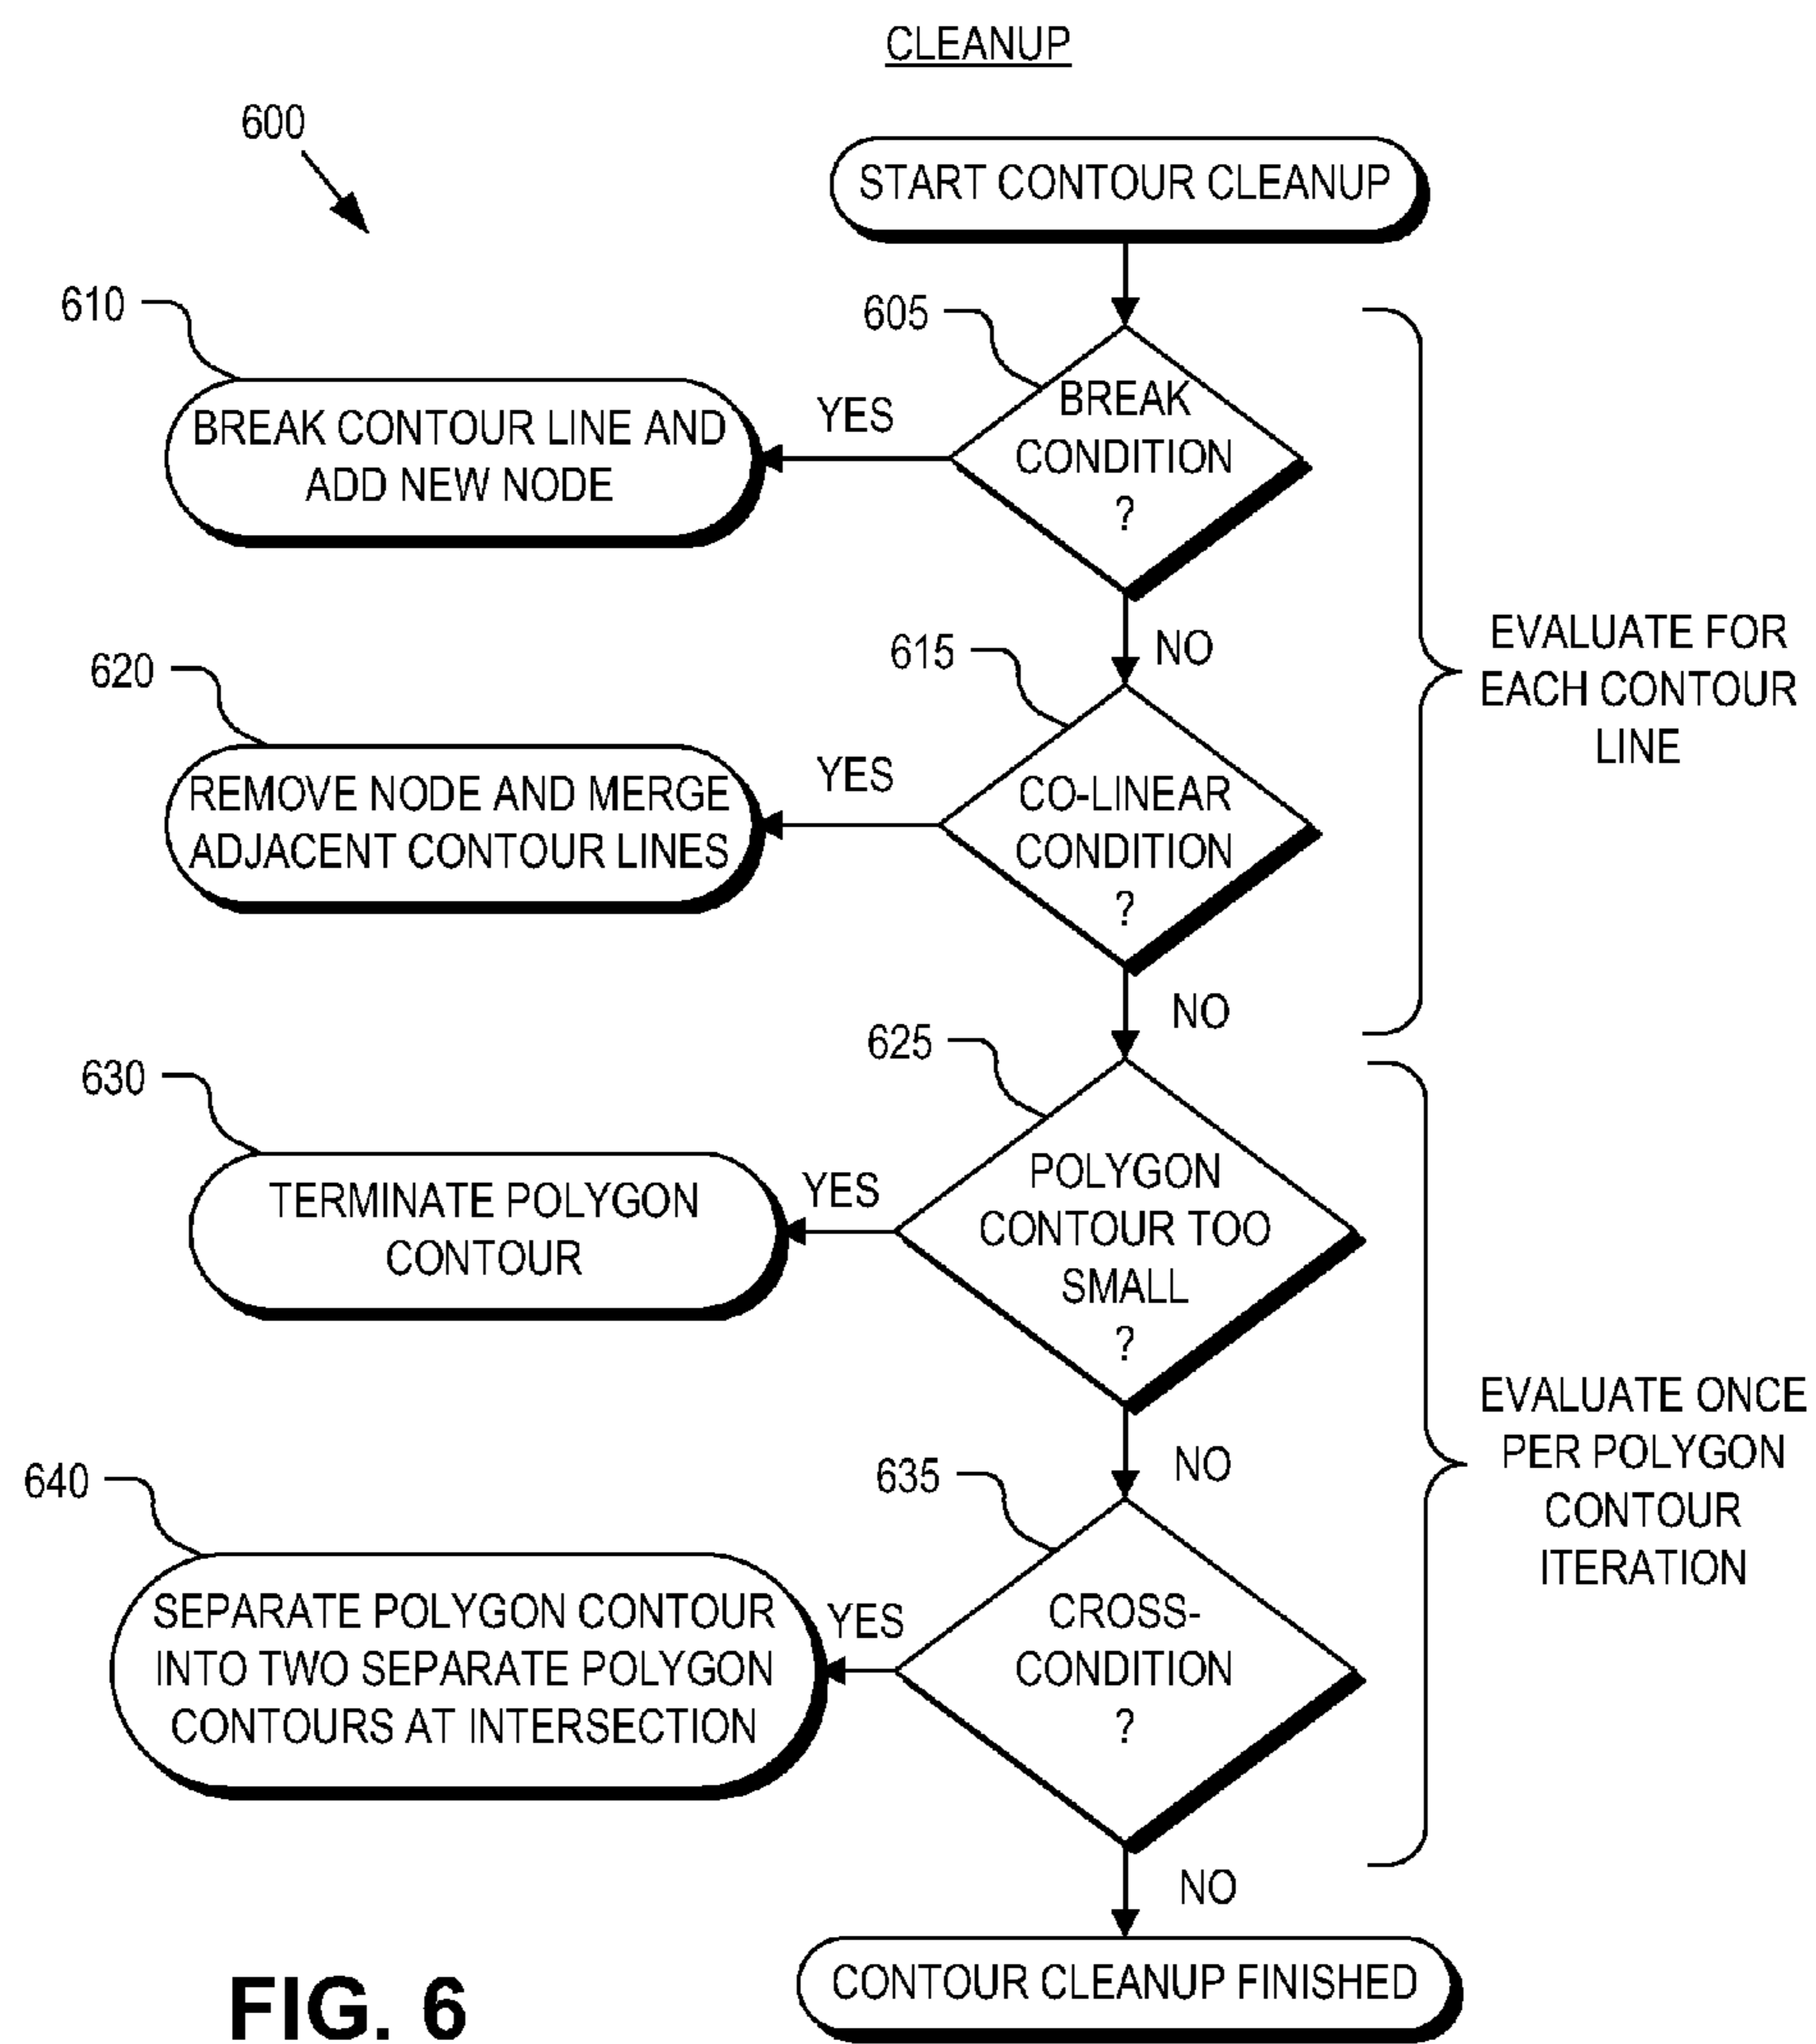 CLEANUP
600
START CONTOUR CLEANUP
610
605
BREAK CONTOUR LINE AND
ADD NEW NODE
YES
BREAK
CONDITION
?
NO
EVALUATE FOR
EACH CONTOUR
LINE
620
615
REMOVE NODE AND MERGE
ADJACENT CONTOUR LINES
YES
CO-LINEAR
CONDITION
?
NO
630
625
TERMINATE POLYGON
CONTOUR
YES
POLYGON
CONTOUR TOO
SMALL
?
NO
EVALUATE ONCE
PER POLYGON
CONTOUR
ITERATION
640
635
SEPARATE POLYGON CONTOUR
INTO TWO SEPARATE POLYGON
CONTOURS AT INTERSECTION
YES
CROSS-
CONDITION
?
NO
CONTOUR CLEANUP FINISHED
FIG. 6